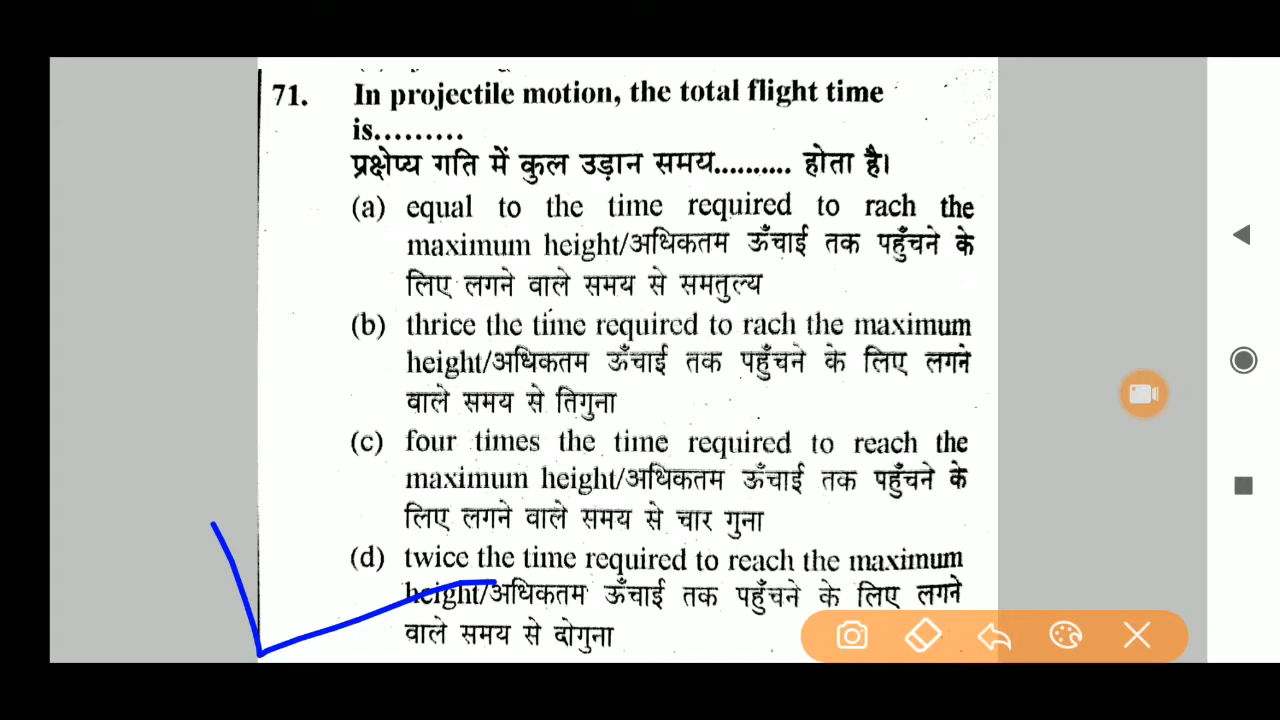 71. In projectile motion, the total flight time
is.........
प्रक्षेप्य गति में कुल उड़ान समय.......... होता है।
(a) equal to the time required to rach the
maximum height/अधिकतम ऊँचाई तक पहुँचने के
लिए लगने वाले समय से समतुल्य
(b) thrice the time required to rach the maximum
height/अधिकतम ऊँचाई तक पहुँचने के लिए लगने
वाले समय से तिगुना
(c) four times the time required to reach the
maximum height/अधिकतम ऊँचाई तक पहुँचने के
लिए लगने वाले समय से चार गुना
(d) twice the time required to reach the maximum
height/अधिकतम ऊँचाई तक पहुँचने के लिए लगने
वाले समय से दोगुना